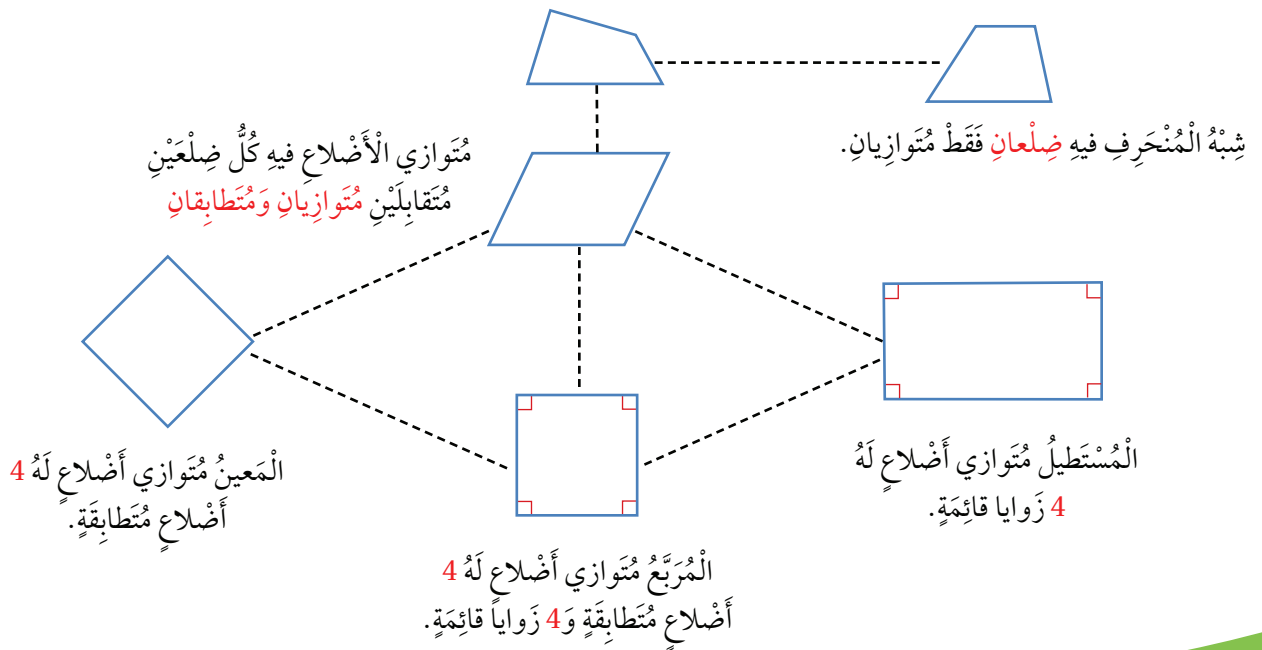 شِبْهُ الْمُنْحَرِفِ فيهِ ضِلْعانِ فَقَطْ مُتَوازِيانِ.
مُتَوازي الْأَضْلاعِ فيهِ كُلُّ ضِلْعَيْنِ
مُتَقابِلَيْنِ مُتَوازِيانِ وَمُتَطابِقانِ
الْمُسْتَطيلُ مُتَوازي أَضْلاعٍ لَهُ
4 زَوايا قائِمَةٍ.
الْمَعينُ مُتَوازي أَضْلاعٍ لَهُ 4
أَضْلاعٍ مُتَطابِقَةٍ.
الْمُرَبَّعُ مُتَوازي أَضْلاعٍ لَهُ 4
أَضْلاعٍ مُتَطابِقَةٍ وَ4 زَوايا قائِمَةٍ.